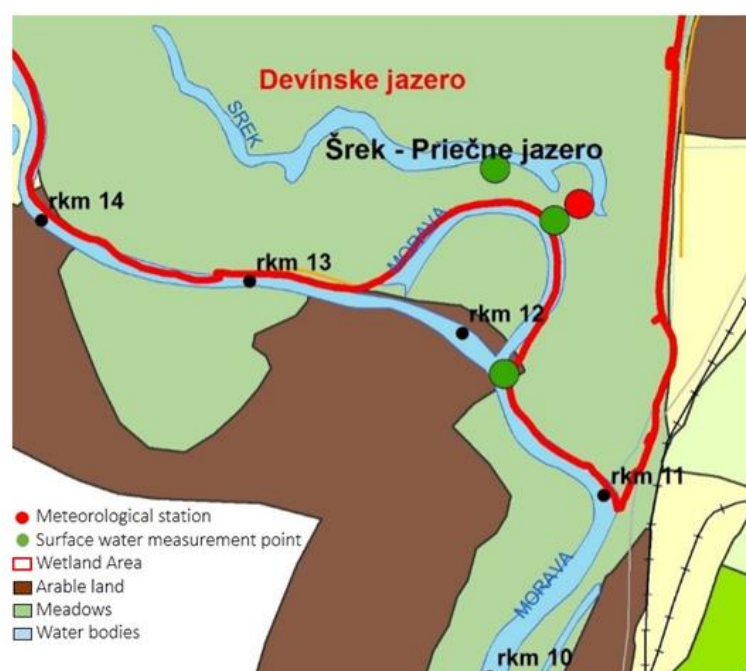 Devínske jazero
SREK
Šrek - Priečne jazero
rkm 14
MORAVA
rkm 13
rkm 12
rkm 11
MORAVA
rkm 10
Meteorological station
Surface water measurement point
Wetland Area
Arable land
Meadows
Water bodies